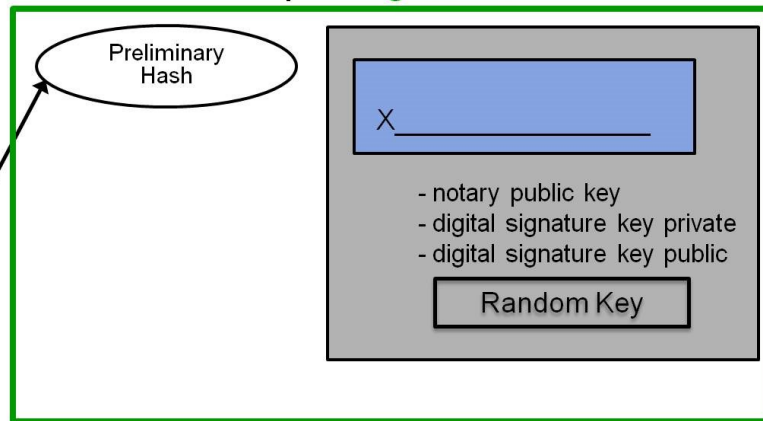 Preliminary
Hash
X
- notary public key
- digital signature key private
- digital signature key public
Random Key